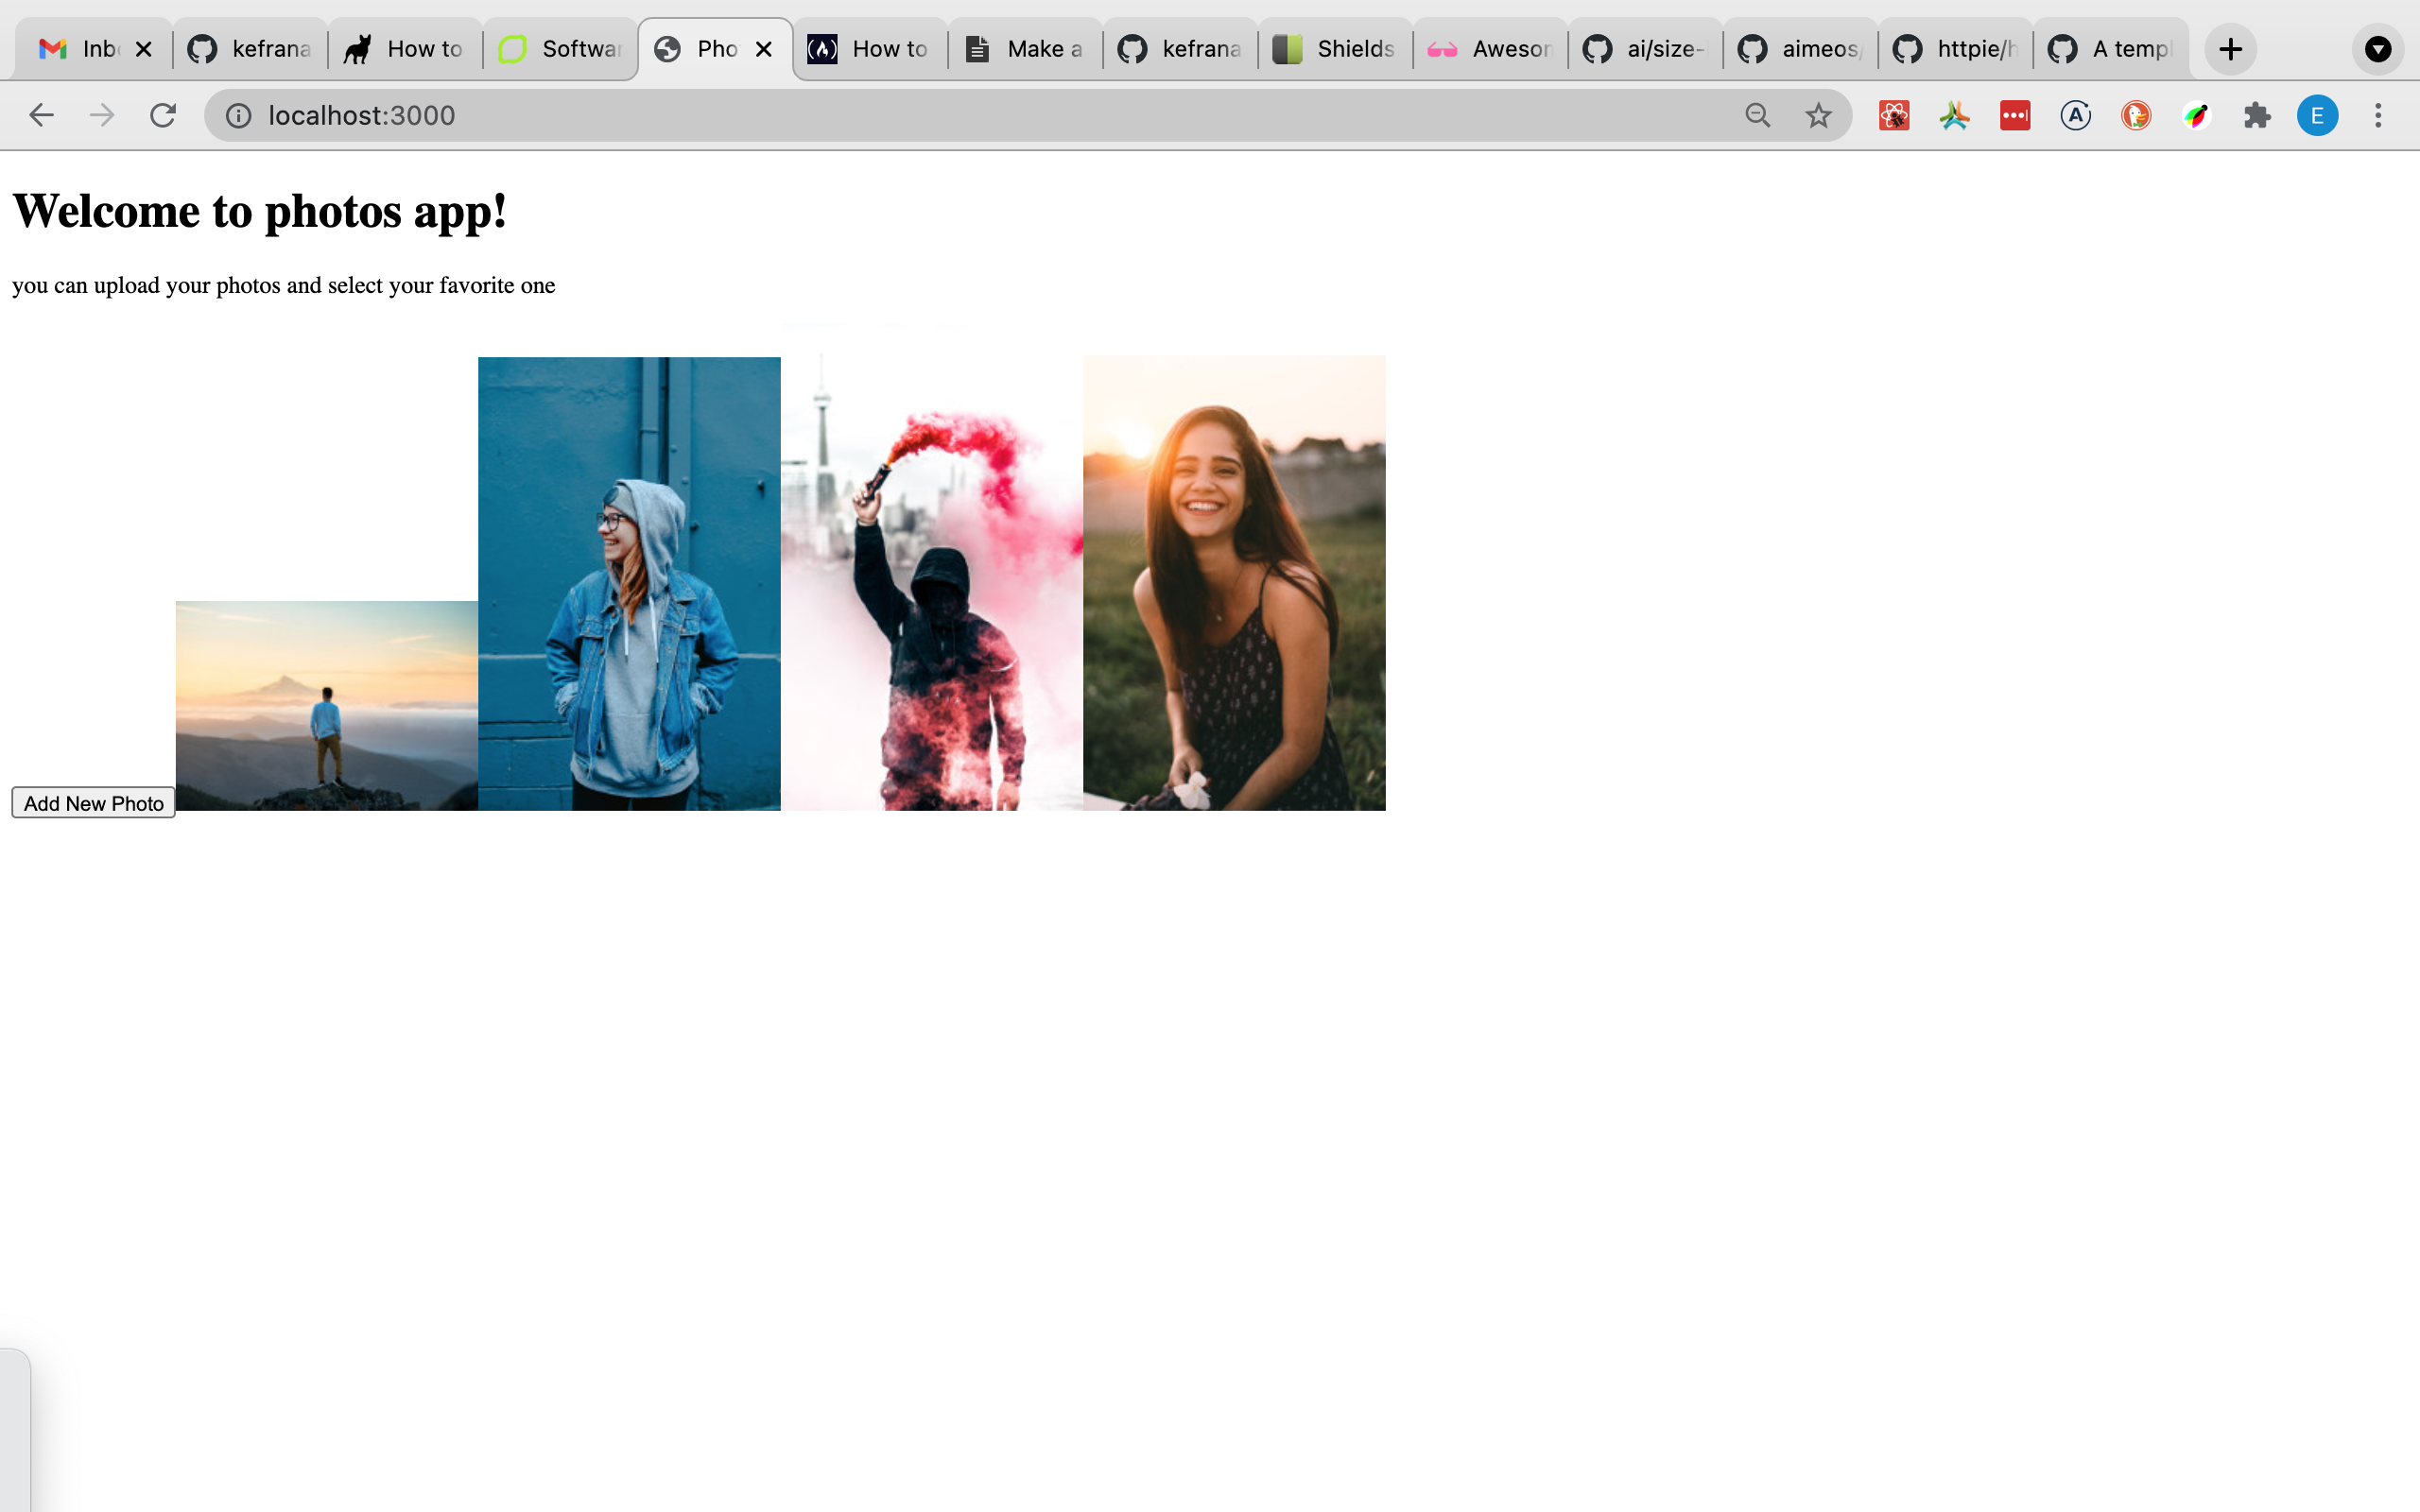 Inb
kefrana
How to
Softwar
Pho
How to
Make a
kefrana
Shields
Awesor
ai/size-
aimeos/
httpie/h
A templ
localhost:3000
A
E
Welcome to photos app!
you can upload your photos and select your favorite one
Add New Photo